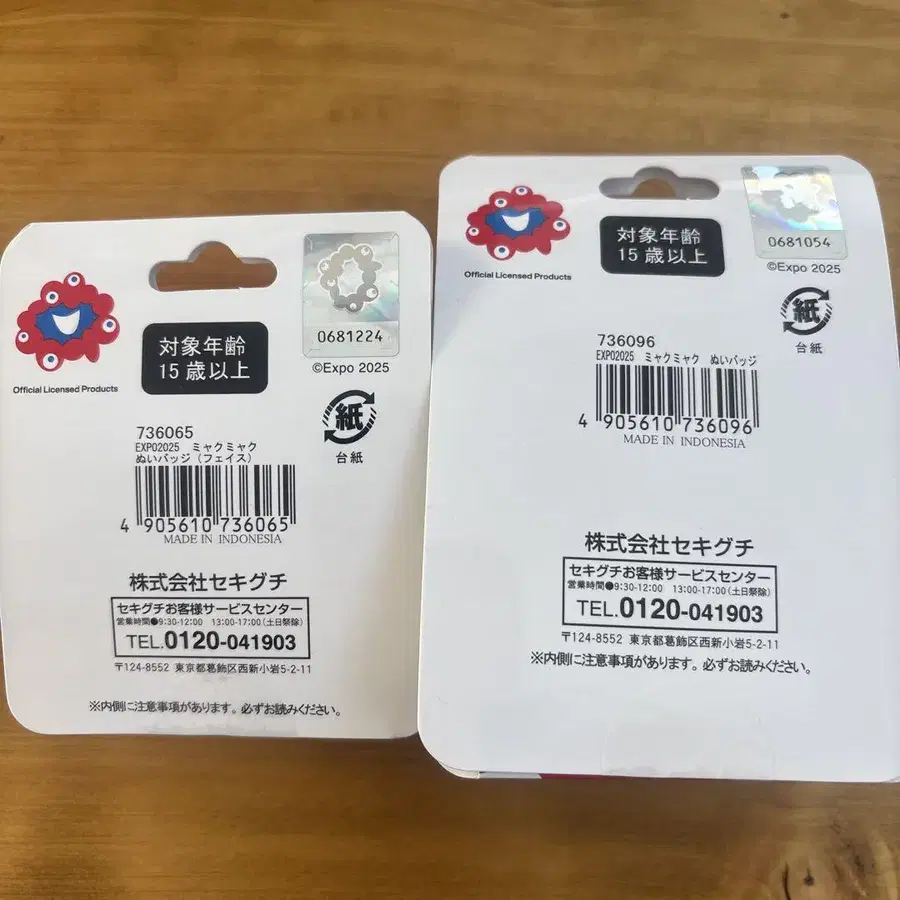 Official Licensed Products
対象年齢
15歳以上
0681224
©Expo 2025
紙
台紙
736065
EXPO2025 ミャクミャク
ぬいバッジ（フェイス）
4 905610 736065
MADE IN INDONESIA
株式会社セキグチ
セキグチお客様サービスセンター
営業時間●9:30-12:00 13:00-17:00（土日祭除）
TEL.0120-041903
〒124-8552 東京都葛飾区西新小岩5-2-11
※内側に注意事項があります。必ずお読みください。
Official Licensed Products
対象年齢
15歳以上
0681054
©Expo 2025
紙
台紙
736096
EXPO2025 ミャクミャク ぬいバッジ
4 905610 736096
MADE IN INDONESIA
株式会社セキグチ
セキグチお客様サービスセンター
営業時間●9:30-12:00 13:00-17:00（土日祭除）
TEL.0120-041903
〒124-8552 東京都葛飾区西新小岩5-2-11
※内側に注意事項があります。必ずお読みください。